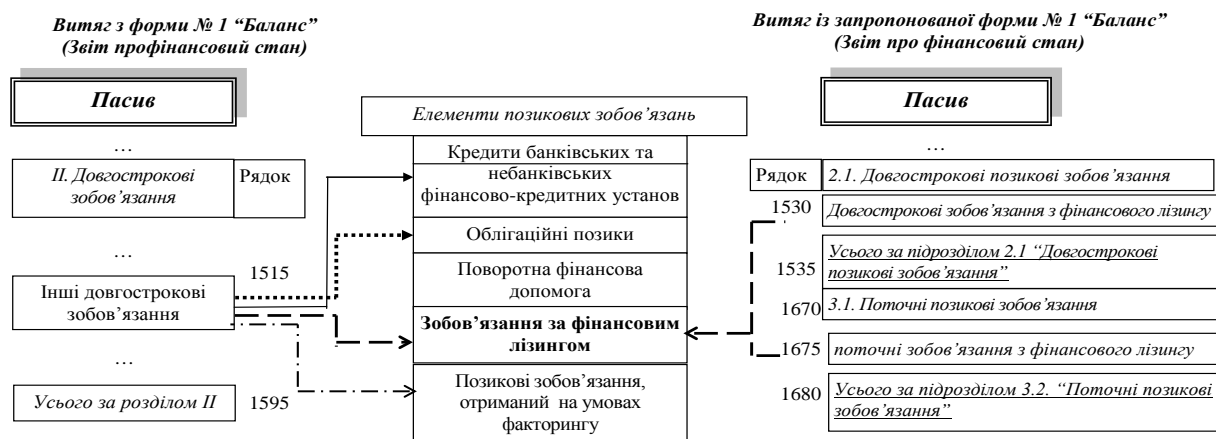 Витяг з форми № 1 “Баланс”
(Звіт профінансовий стан)
Пасив
…
ІІ. Довгострокові
зобов’язання
Рядок
…
1515
Інші довгострокові
зобов’язання
…
Усього за розділом ІІ
1595
Елементи позикових зобов’язань
Кредити банківських та
небанківських
фінансово-кредитних установ
Облігаційні позики
Поворотна фінансова
допомога
Зобов’язання за фінансовим
лізингом
Позикові зобов’язання,
отриманий на умовах
факторингу
Витяг із запропонованої форми № 1 “Баланс”
(Звіт про фінансовий стан)
Пасив
…
Рядок
2.1. Довгострокові позикові зобов’язання
1530
Довгострокові зобов’язання з фінансового лізингу
1535
Усього за підрозділом 2.1 “Довгострокові
позикові зобов’язання”
1670
3.1. Поточні позикові зобов’язання
1675
поточні зобов’язання з фінансового лізингу
1680
Усього за підрозділом 3.2. “Поточні позикові
зобов’язання”